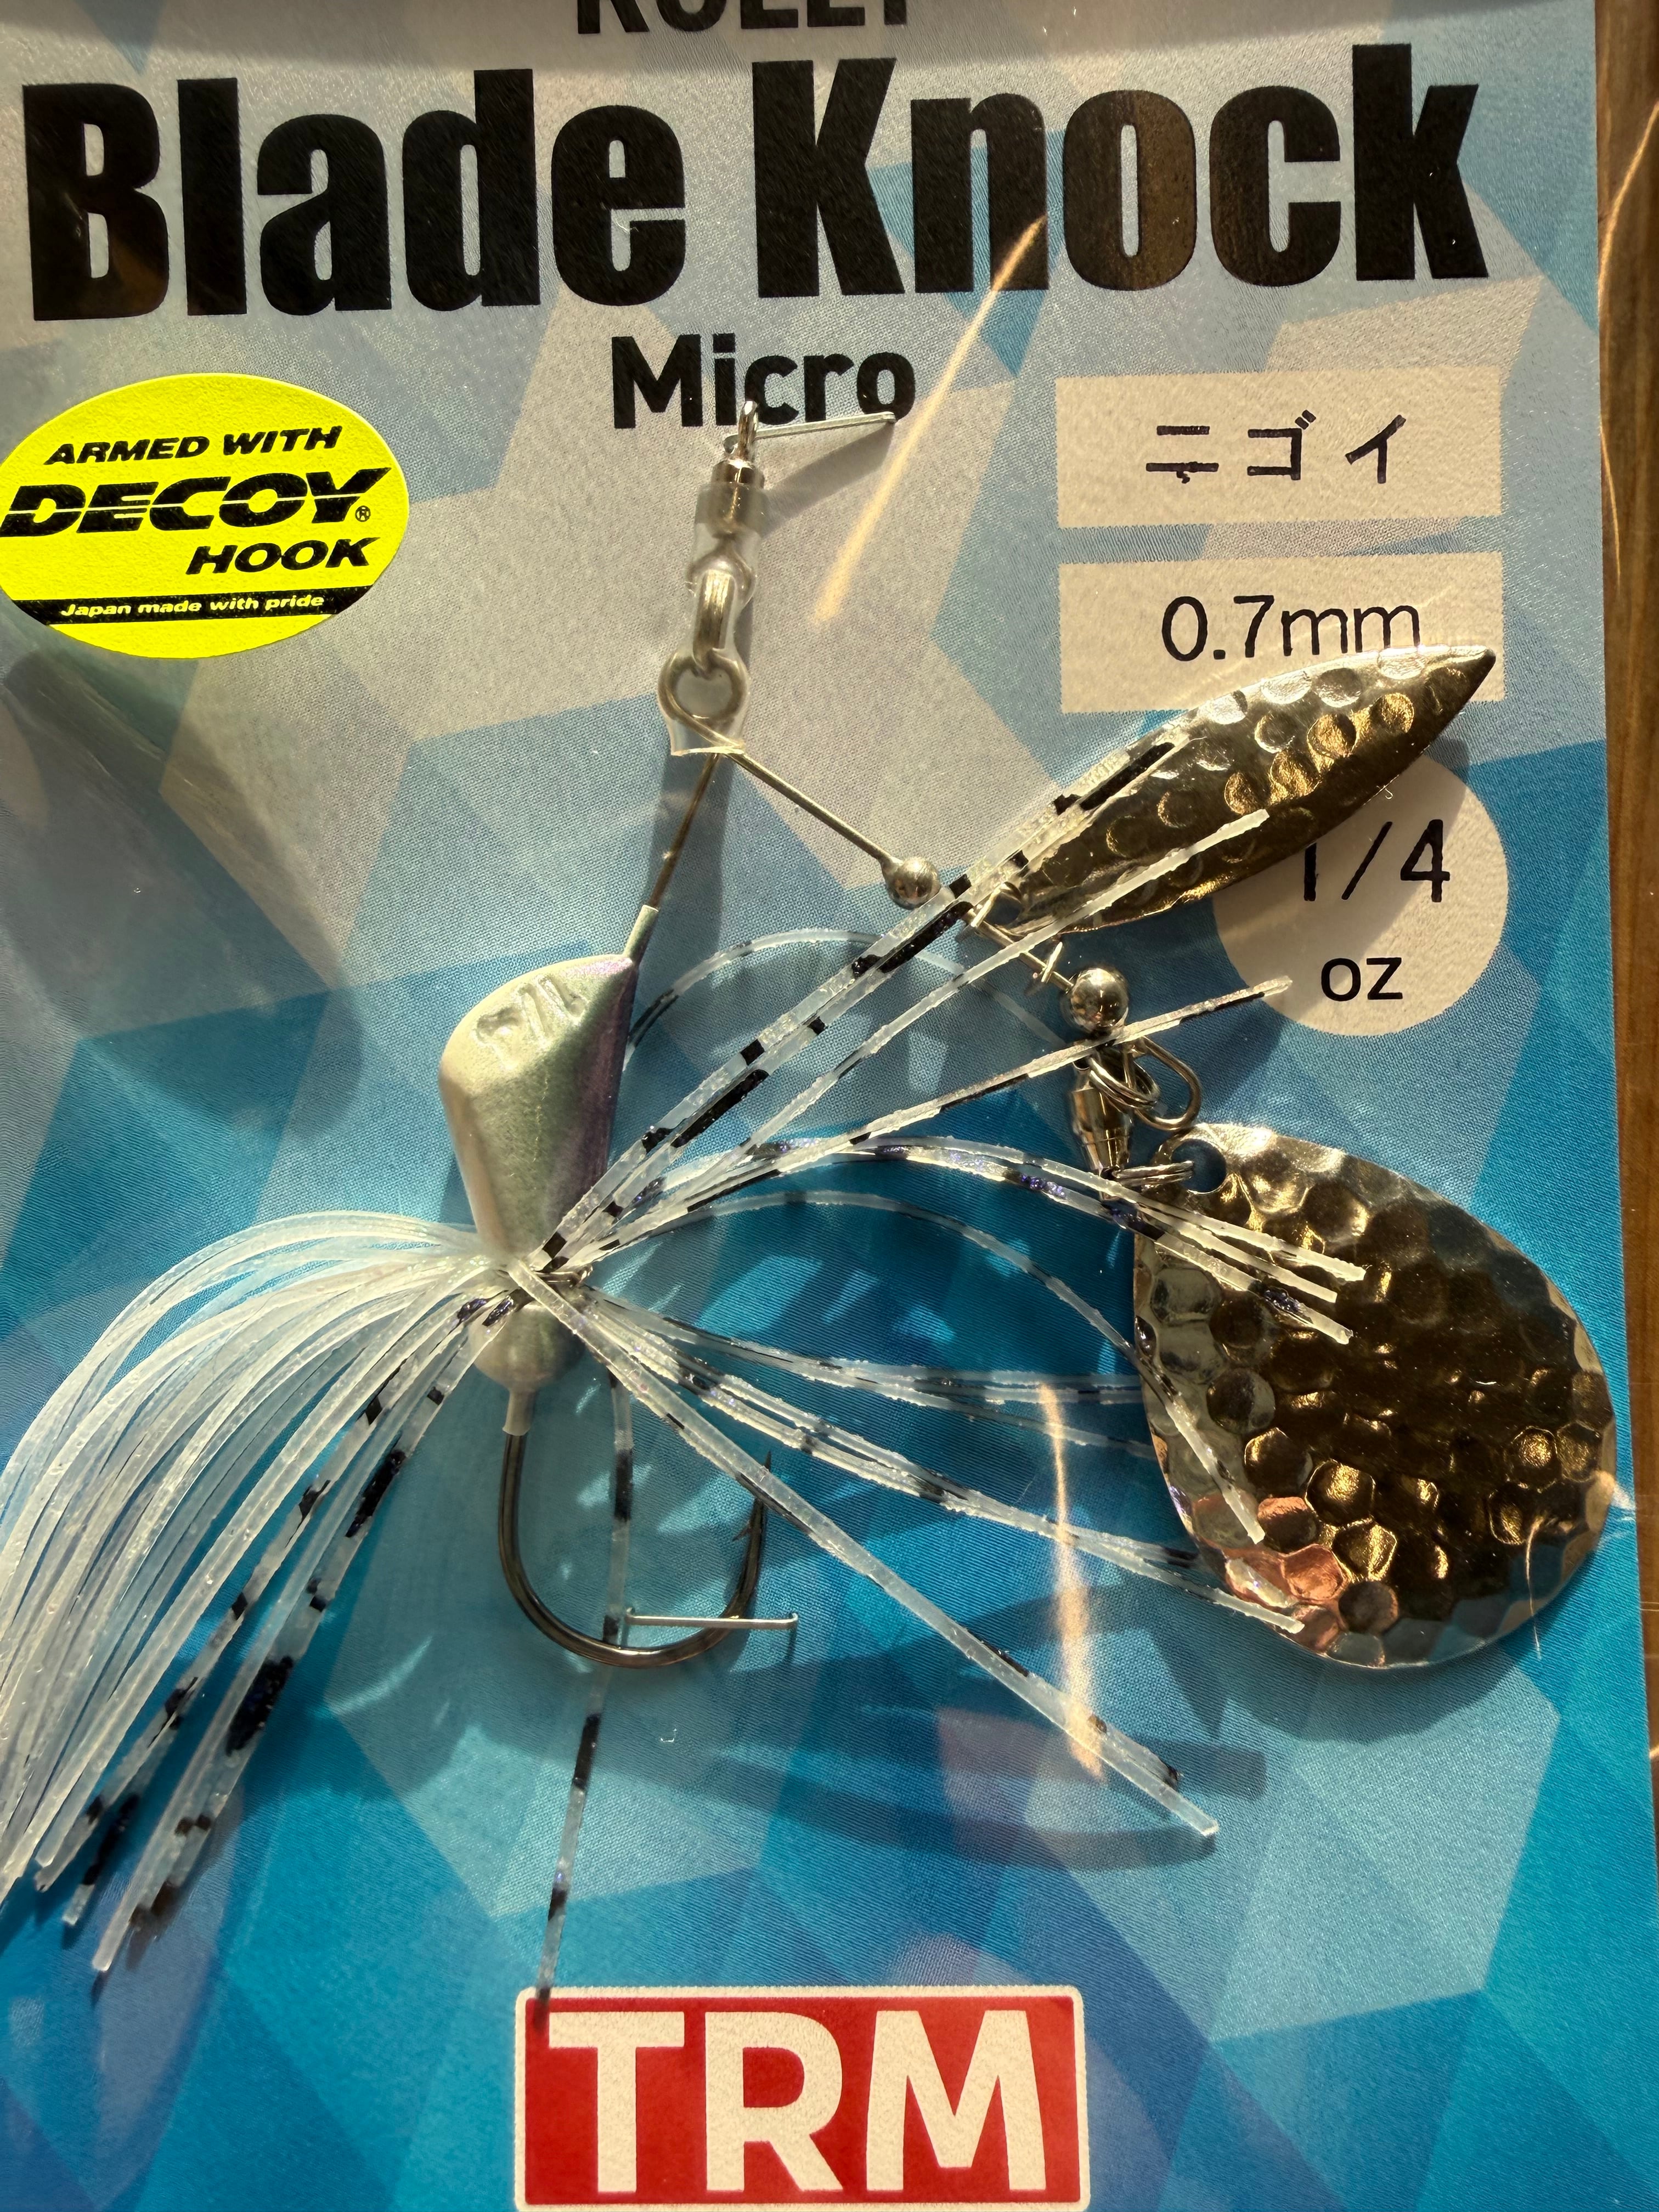 Blade Knock
Micro
ARMED WITH
DECOY®
HOOK
Japan made with pride
ニゴイ
0.7mm
1/4
oz
TRM